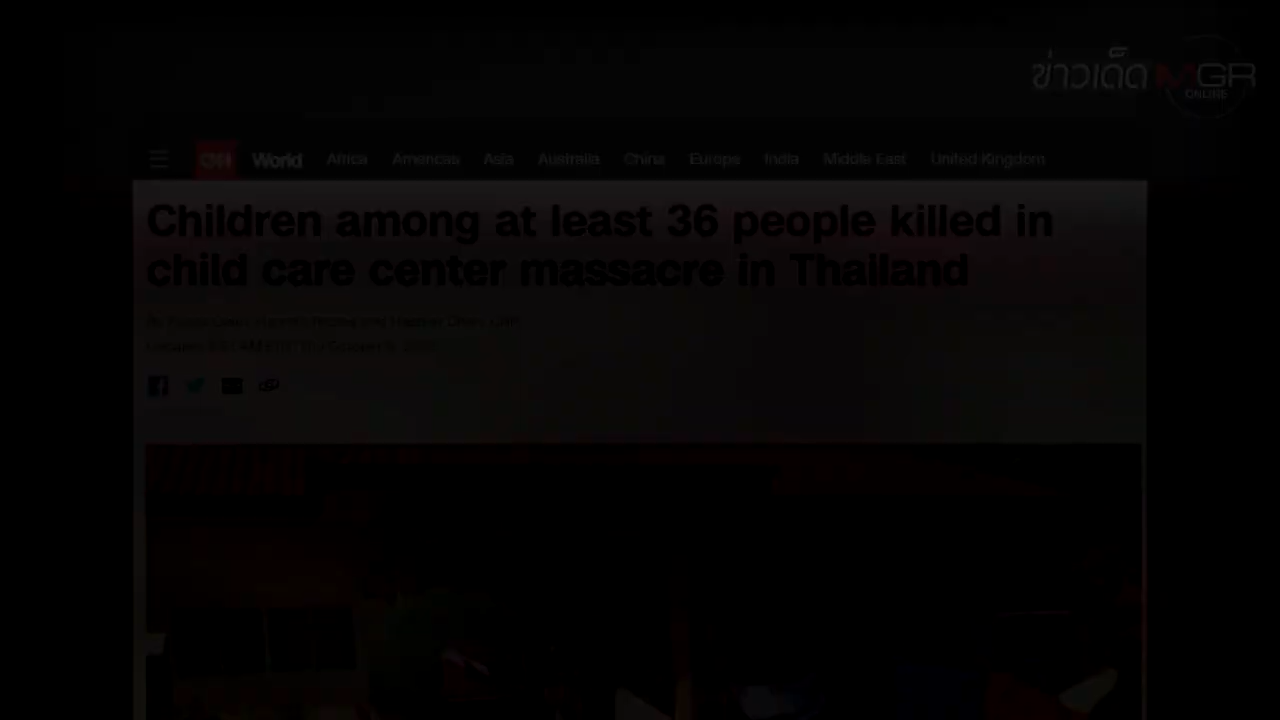 ข่าวเด็ด MGR
ONLINE
CNN World Africa Americas Asia Australia China Europe India Middle East United Kingdom
Children among at least 36 people killed in
child care center massacre in Thailand